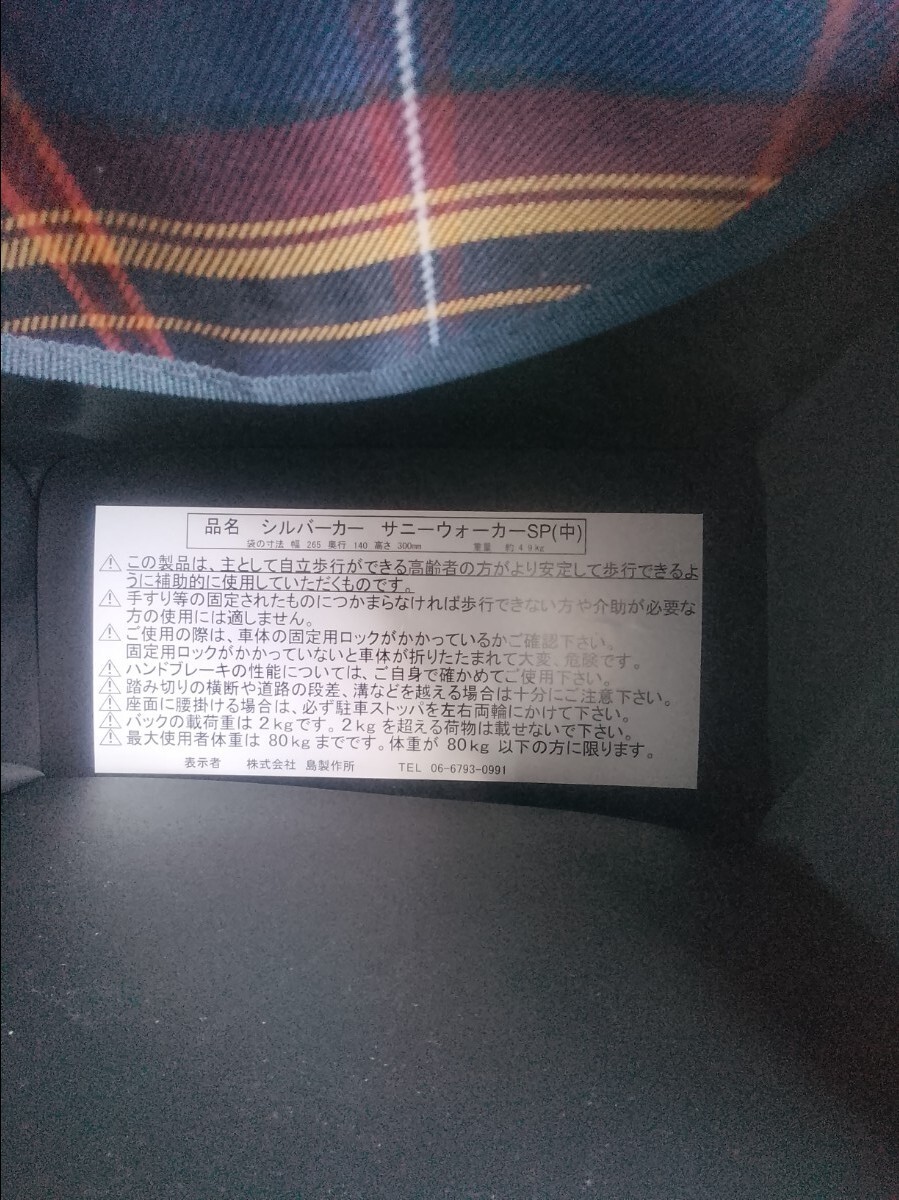 品名　シルバーカー　サニーウォーカーSP(中)
袋の寸法 幅 265 奥行 140 高さ 300mm　重量 約4.9kg
⚠この製品は、主として自立歩行ができる高齢者の方がより安定して歩行できるよ
うに補助的に使用していただくものです。
⚠手すり等の固定されたものにつかまらなければ歩行できない方や介助が必要な
方の使用には適しません。
⚠ご使用の際は、車体の固定用ロックがかかっているかご確認下さい。
固定用ロックがかかっていないと車体が折りたたまれて大変、危険です。
⚠ハンドブレーキの性能については、ご自身で確かめてご使用下さい。
⚠踏み切りの横断や道路の段差、溝などを越える場合は十分にご注意下さい。
⚠座面に腰掛ける場合は、必ず駐車ストッパを左右両輪にかけて下さい。
⚠バックの載荷重は2kgです。2kgを超える荷物は載せないで下さい。
⚠最大使用者体重は 80kgまでです。体重が 80kg 以下の方に限ります。
表示者　株式会社 島製作所　TEL 06-6793-0991